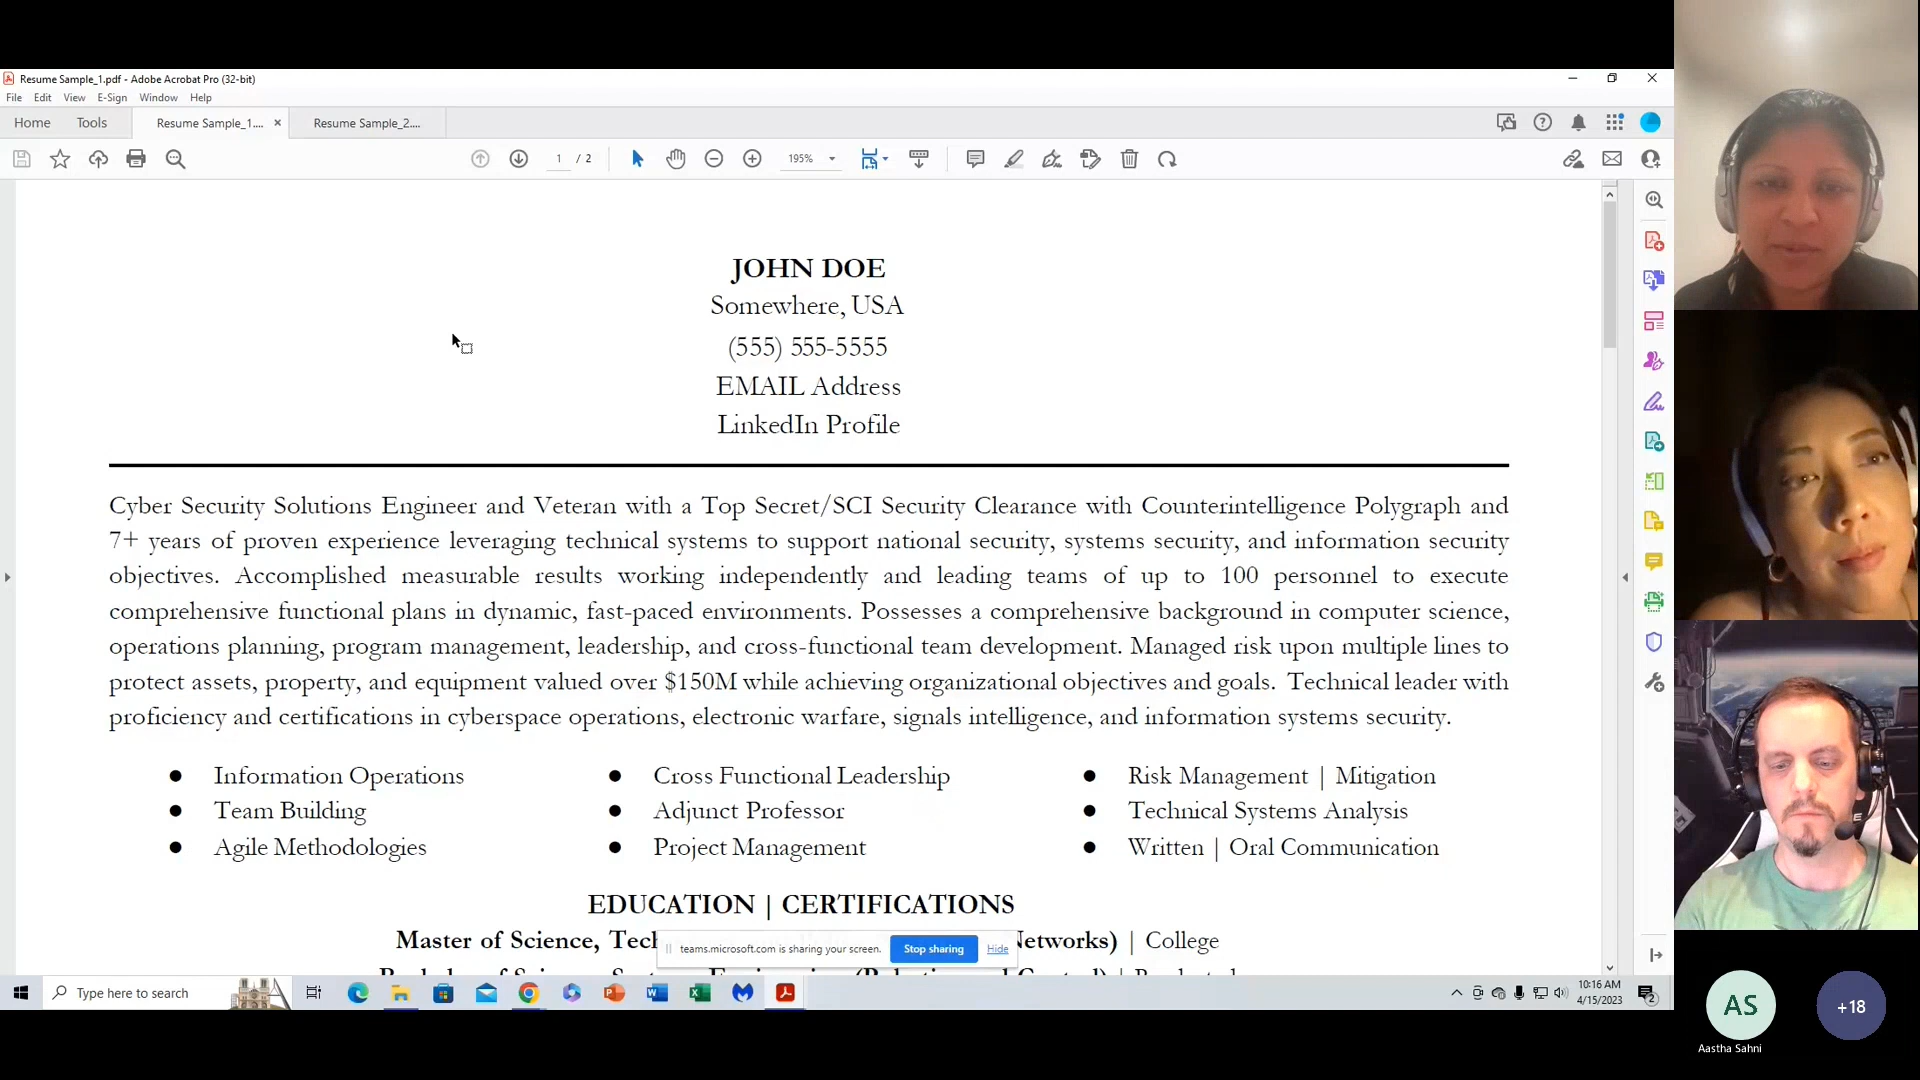 Resume Sample_1.pdf - Adobe Acrobat Pro (32-bit)
File Edit View E-Sign Window Help
Home Tools Resume Sample_1.... × Resume Sample_2....
1 / 2 195%
JOHN DOE
Somewhere, USA
(555) 555-5555
EMAIL Address
LinkedIn Profile
Cyber Security Solutions Engineer and Veteran with a Top Secret/SCI Security Clearance with Counterintelligence Polygraph and
7+ years of proven experience leveraging technical systems to support national security, systems security, and information security
objectives. Accomplished measurable results working independently and leading teams of up to 100 personnel to execute
comprehensive functional plans in dynamic, fast-paced environments. Possesses a comprehensive background in computer science,
operations planning, program management, leadership, and cross-functional team development. Managed risk upon multiple lines to
protect assets, property, and equipment valued over $150M while achieving organizational objectives and goals. Technical leader with
proficiency and certifications in cyberspace operations, electronic warfare, signals intelligence, and information systems security.
● Information Operations ● Cross Functional Leadership ● Risk Management | Mitigation
● Team Building ● Adjunct Professor ● Technical Systems Analysis
● Agile Methodologies ● Project Management ● Written | Oral Communication
EDUCATION | CERTIFICATIONS
Master of Science, | College
teams.microsoft.com is sharing your screen. Stop sharing Hide
Type here to search
10:16 AM
4/15/2023
2
AS
Aastha Sahni
+18